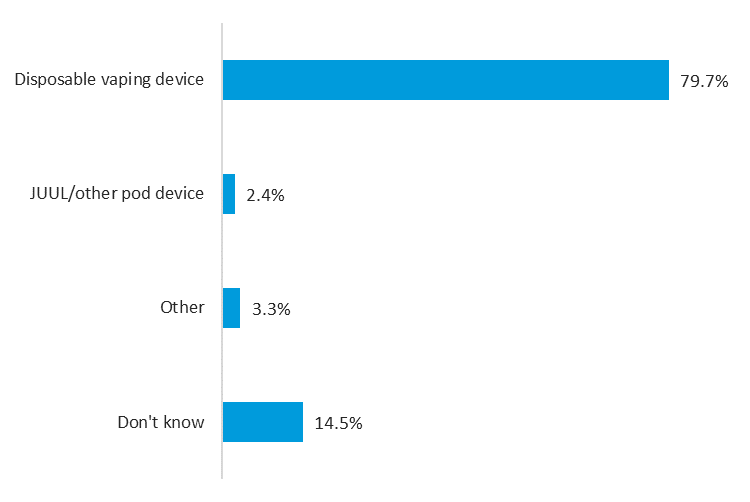 Disposable vaping device 79.7%
JUUL/other pod device 2.4%
Other 3.3%
Don't know 14.5%